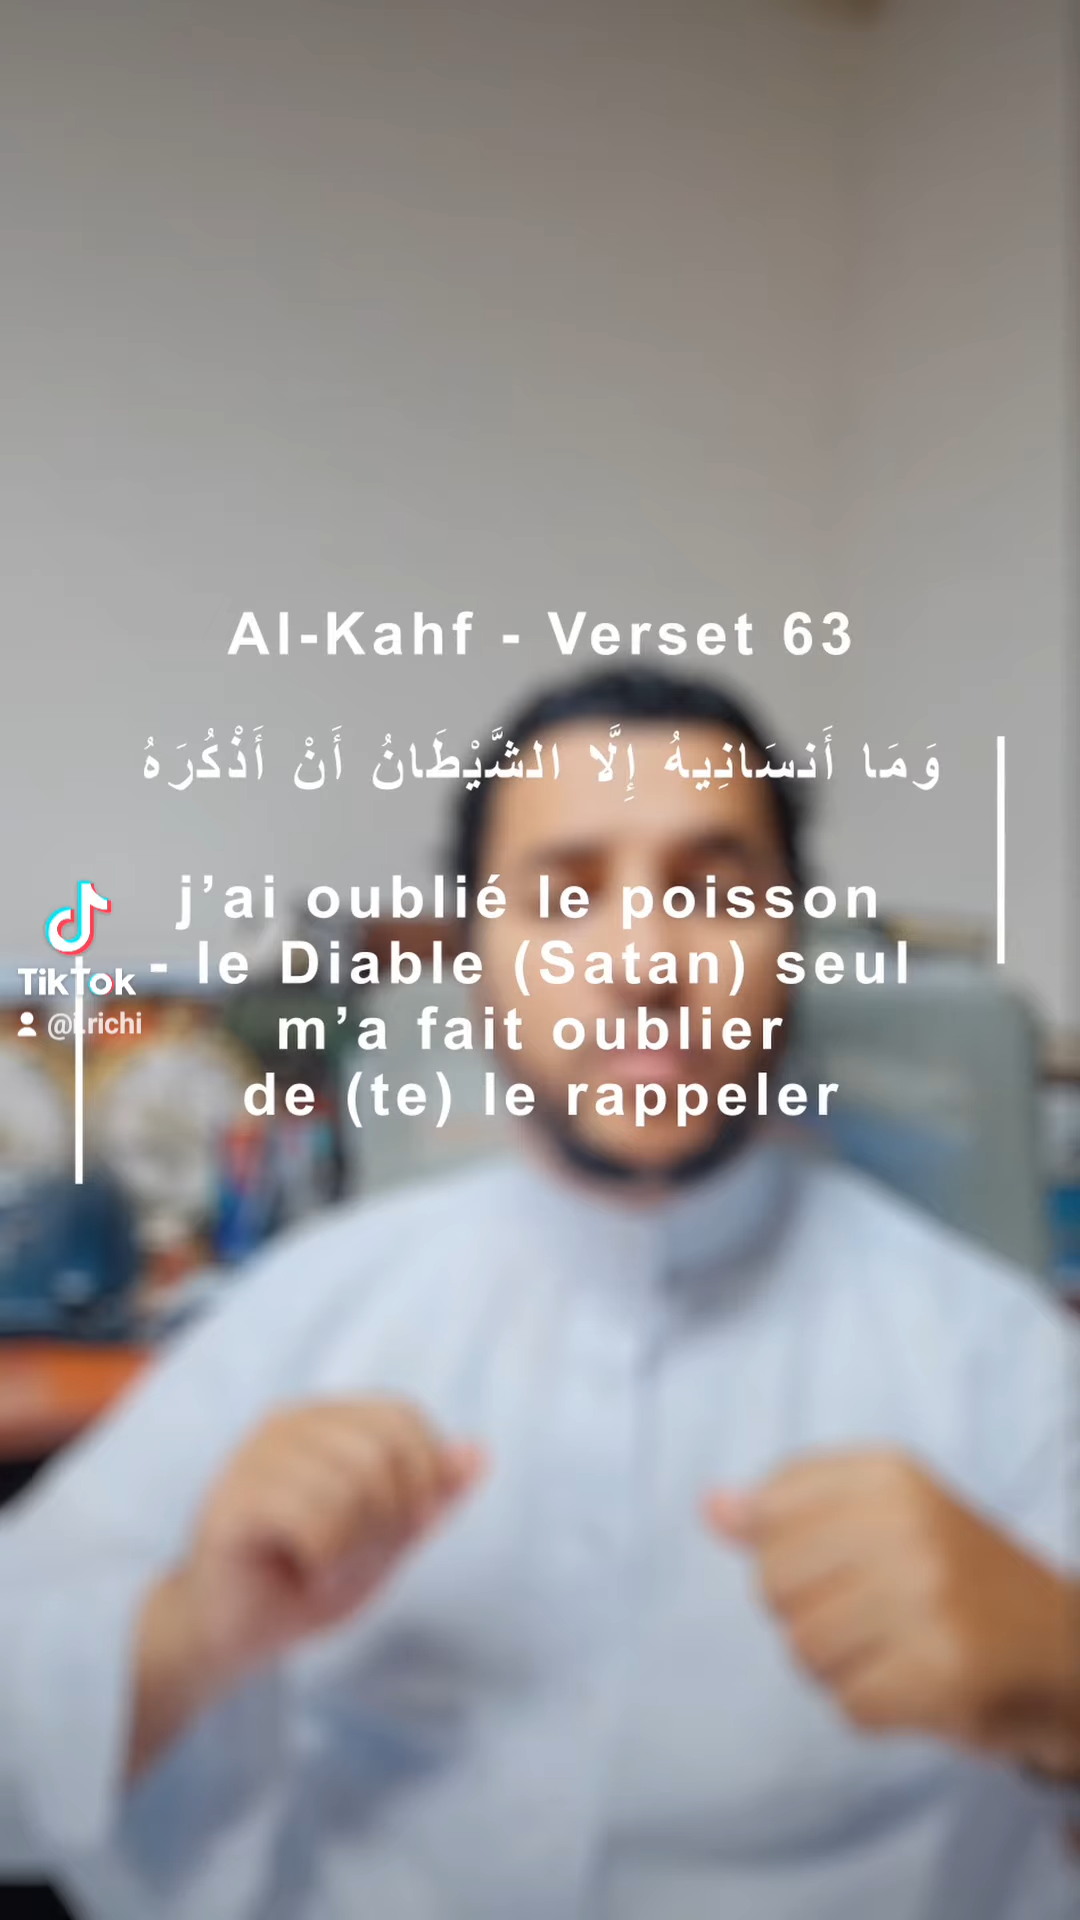 Al-Kahf - Verset 63
وَمَا أَنسَانِيهُ إِلَّا الشَّيْطَانُ أَنْ أَذْكُرَهُ
j’ai oublié le poisson
- le Diable (Satan) seul
m’a fait oublier
de (te) le rappeler
TikTok
@i.richi